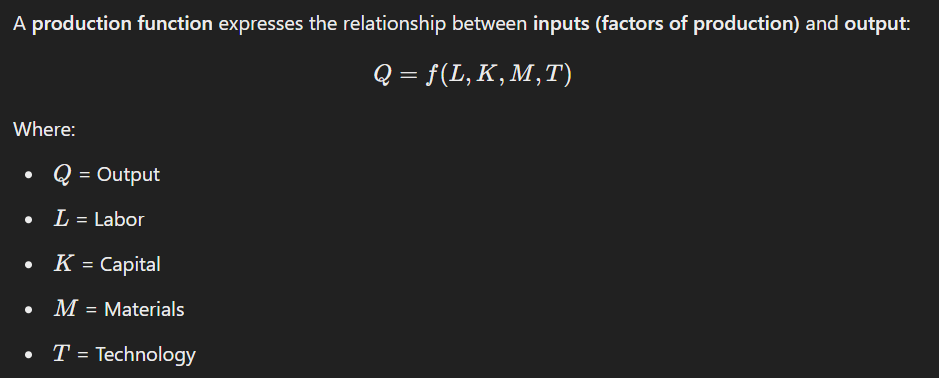 A production function expresses the relationship between inputs (factors of production) and output:
Q = f(L, K, M, T)
Where:
• Q = Output
• L = Labor
• K = Capital
• M = Materials
• T = Technology